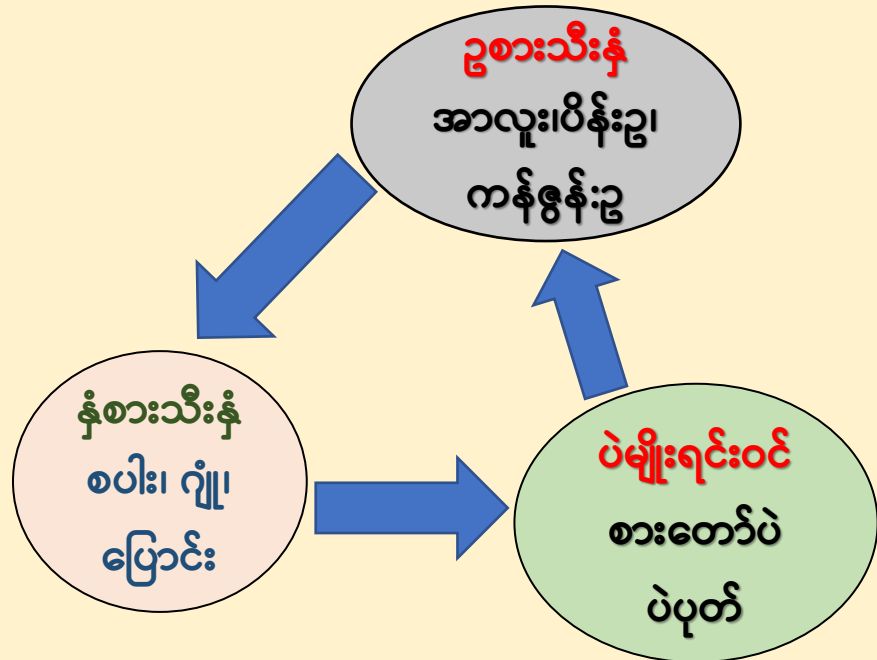 ဥစားသီးနှံ
အာလူး၊ပိန်းဥ၊
ကန်ဇွန်းဥ
နှံစားသီးနှံ
စပါး၊ ဂျုံ၊
ပြောင်း
ပဲမျိုးရင်းဝင်
စားတော်ပဲ
ပဲပုတ်